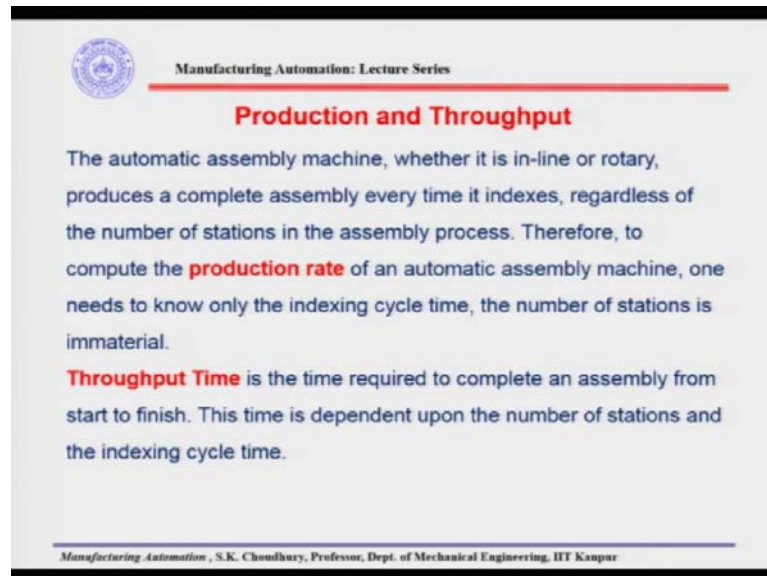 Manufacturing Automation: Lecture Series
Production and Throughput
The automatic assembly machine, whether it is in-line or rotary,
produces a complete assembly every time it indexes, regardless of
the number of stations in the assembly process. Therefore, to
compute the production rate of an automatic assembly machine, one
needs to know only the indexing cycle time, the number of stations is
immaterial.
Throughput Time is the time required to complete an assembly from
start to finish. This time is dependent upon the number of stations and
the indexing cycle time.
Manufacturing Automation , S.K. Choudhury, Professor, Dept. of Mechanical Engineering, IIT Kanpur